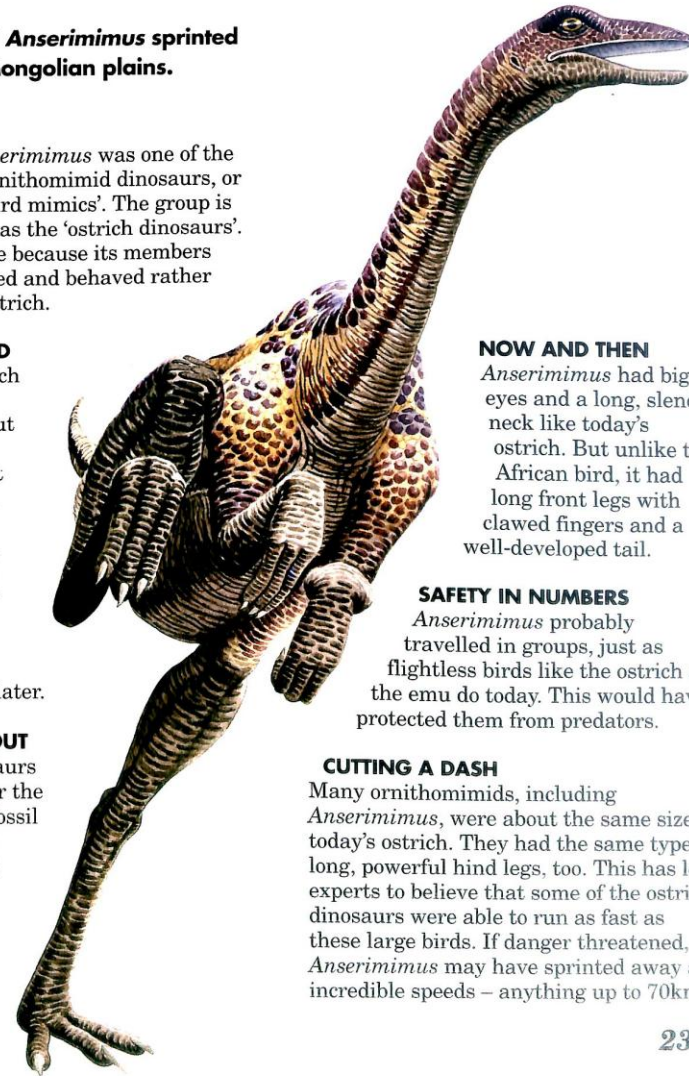 Anserimimus sprinted
ongolian plains.
erimimus was one of the
nithomimid dinosaurs, or
rd mimics'. The group is
as the 'ostrich dinosaurs'.
e because its members
ed and behaved rather
trich.
D
ch
ut
ater.
OUT
aurs
r the
ossil
NOW AND THEN
Anserimimus had big
eyes and a long, slend
neck like today's
ostrich. But unlike t
African bird, it had
long front legs with
clawed fingers and a
well-developed tail.
SAFETY IN NUMBERS
Anserimimus probably
travelled in groups, just as
flightless birds like the ostrich
the emu do today. This would hav
protected them from predators.
CUTTING A DASH
Many ornithomimids, including
Anserimimus, were about the same size
today's ostrich. They had the same type
long, powerful hind legs, too. This has l
experts to believe that some of the ostri
dinosaurs were able to run as fast as
these large birds. If danger threatened,
Anserimimus may have sprinted away
incredible speeds – anything up to 70km
23